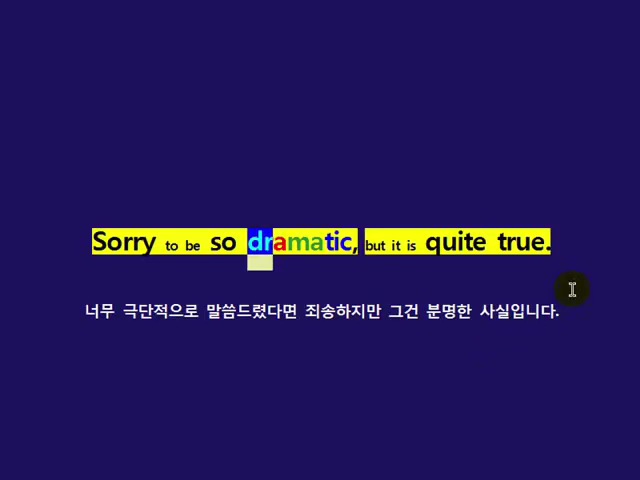 Sorry to be so dramatic, but it is quite true.
너무 극단적으로 말씀드렸다면 죄송하지만 그건 분명한 사실입니다.